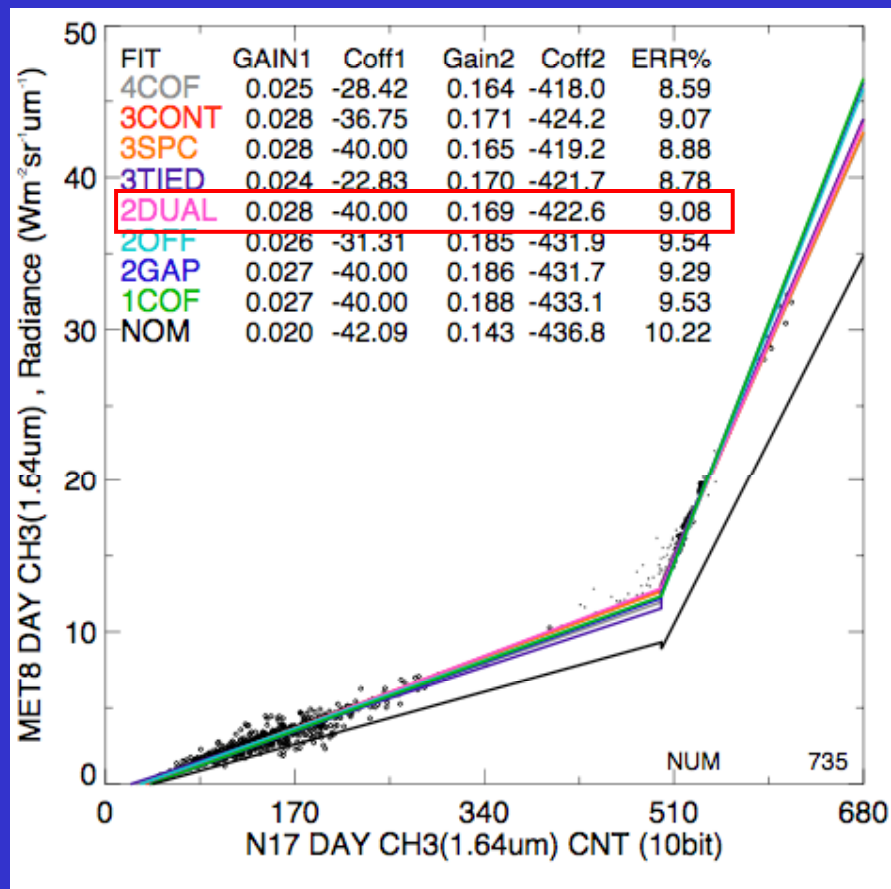 50
FIT GAIN1 Coff1 Gain2 Coff2 ERR%
4COF 0.025 -28.42 0.164 -418.0 8.59
3CONT 0.028 -36.75 0.171 -424.2 9.07
3SPC 0.028 -40.00 0.165 -419.2 8.88
40
3TIED 0.024 -22.83 0.170 -421.7 8.78
2DUAL 0.028 -40.00 0.169 -422.6 9.08
2OFF 0.026 -31.31 0.185 -431.9 9.54
2GAP 0.027 -40.00 0.186 -431.7 9.29
1COF 0.027 -40.00 0.188 -433.1 9.53
30
NOM 0.020 -42.09 0.143 -436.8 10.22
MET8 DAY CH3(1.64um) , Radiance (Wm⁻²sr⁻¹um⁻¹)
20
10
NUM 735
0
0 170 340 510 680
N17 DAY CH3(1.64um) CNT (10bit)